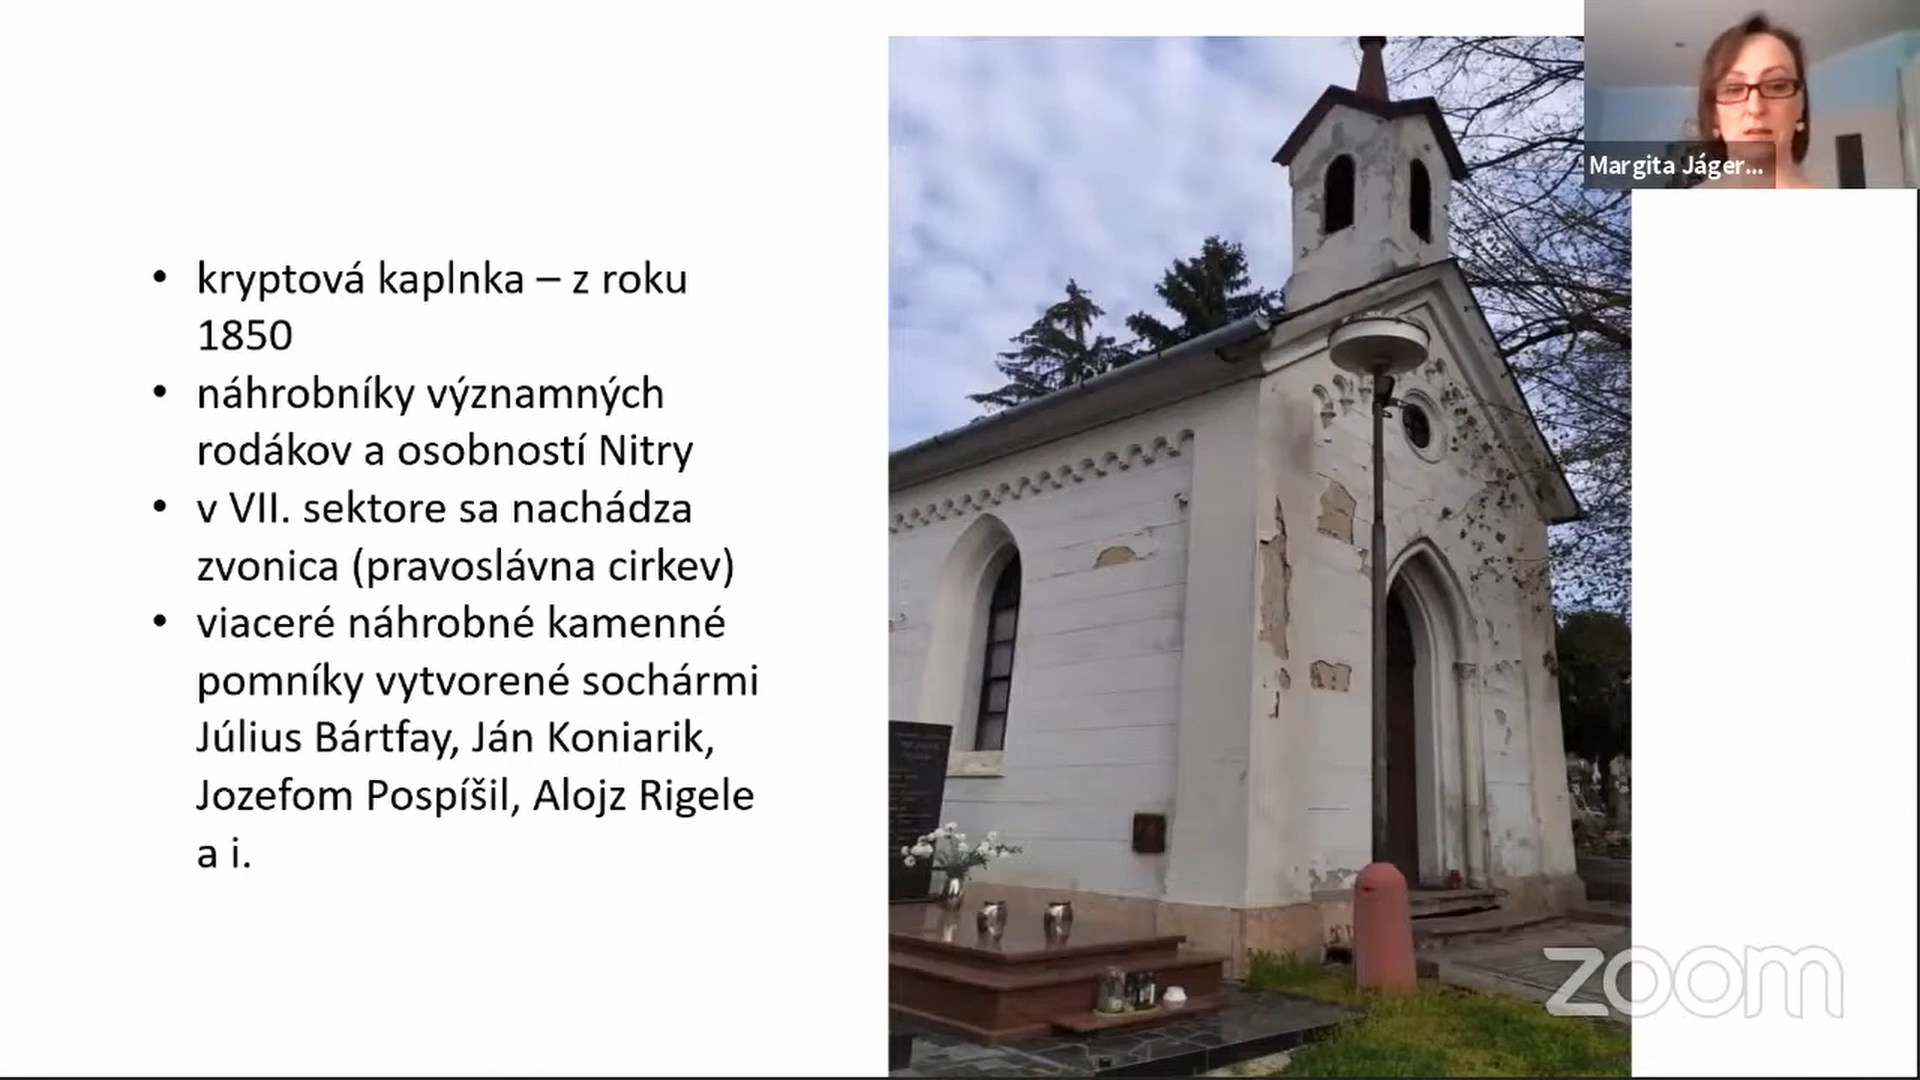 kryptová kaplnka – z roku
1850
náhrobníky významných
rodákov a osobností Nitry
v VII. sektore sa nachádza
zvonica (pravoslávna cirkev)
viaceré náhrobné kamenné
pomníky vytvorené sochármi
Július Bártfay, Ján Koniarik,
Jozefom Pospíšil, Alojz Rigele
a i.
Margita Jáger...
zoom